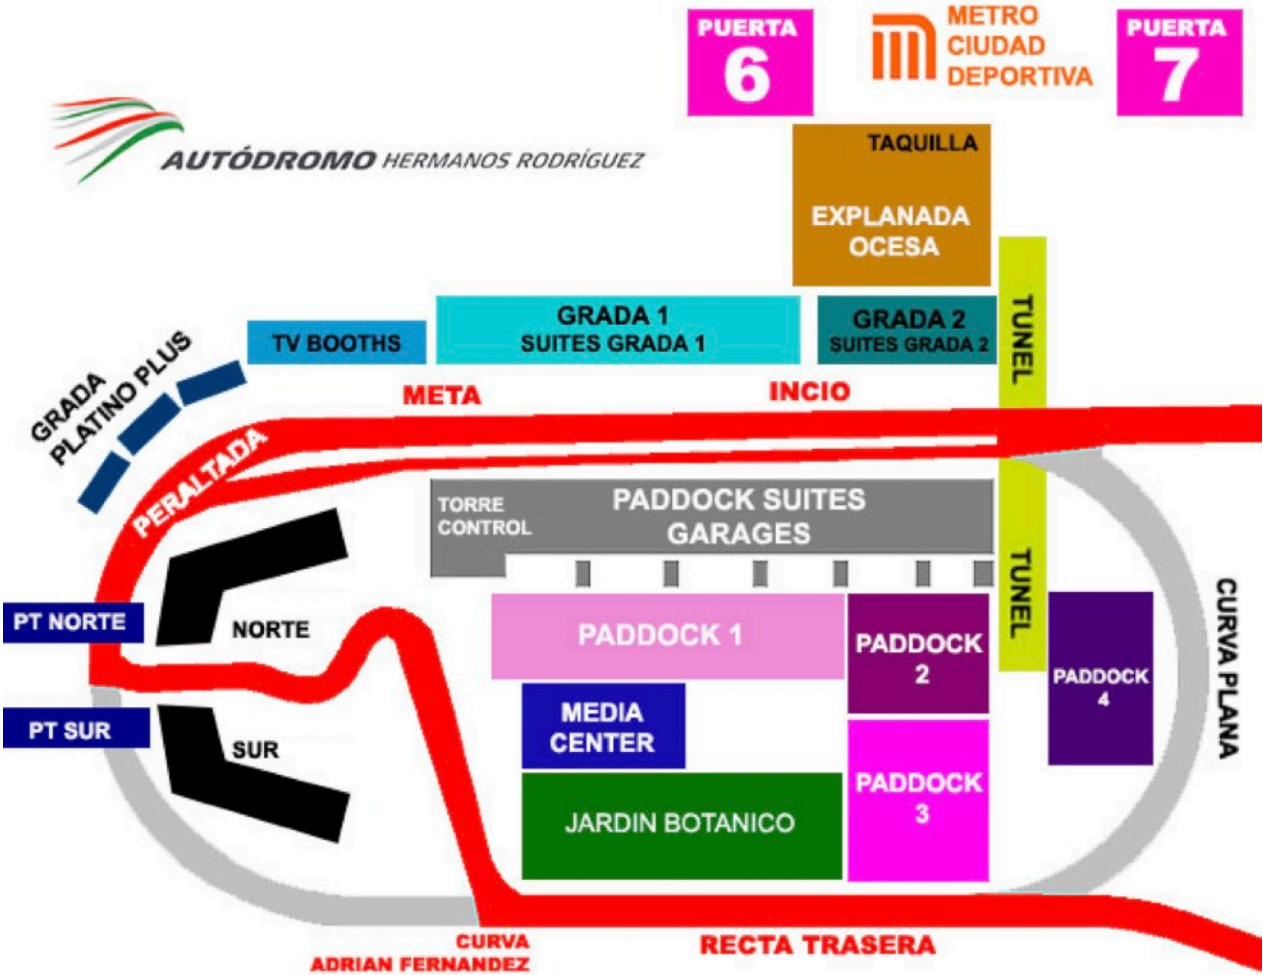 PUERTA
6
METRO
CIUDAD
DEPORTIVA
PUERTA
7
AUTÓDROMO HERMANOS RODRÍGUEZ
TAQUILLA
EXPLANADA
OCESA
TUNEL
GRADA 1
SUITES GRADA 1
GRADA 2
SUITES GRADA 2
TV BOOTHS
GRADA
PLATINO PLUS
META
INCIO
PERALTADA
TORRE
CONTROL
PADDOCK SUITES
GARAGES
TUNEL
CURVA PLANA
PT NORTE
NORTE
PADDOCK 1
PADDOCK
2
PADDOCK
4
PT SUR
SUR
MEDIA
CENTER
PADDOCK
3
JARDIN BOTANICO
CURVA
ADRIAN FERNANDEZ
RECTA TRASERA